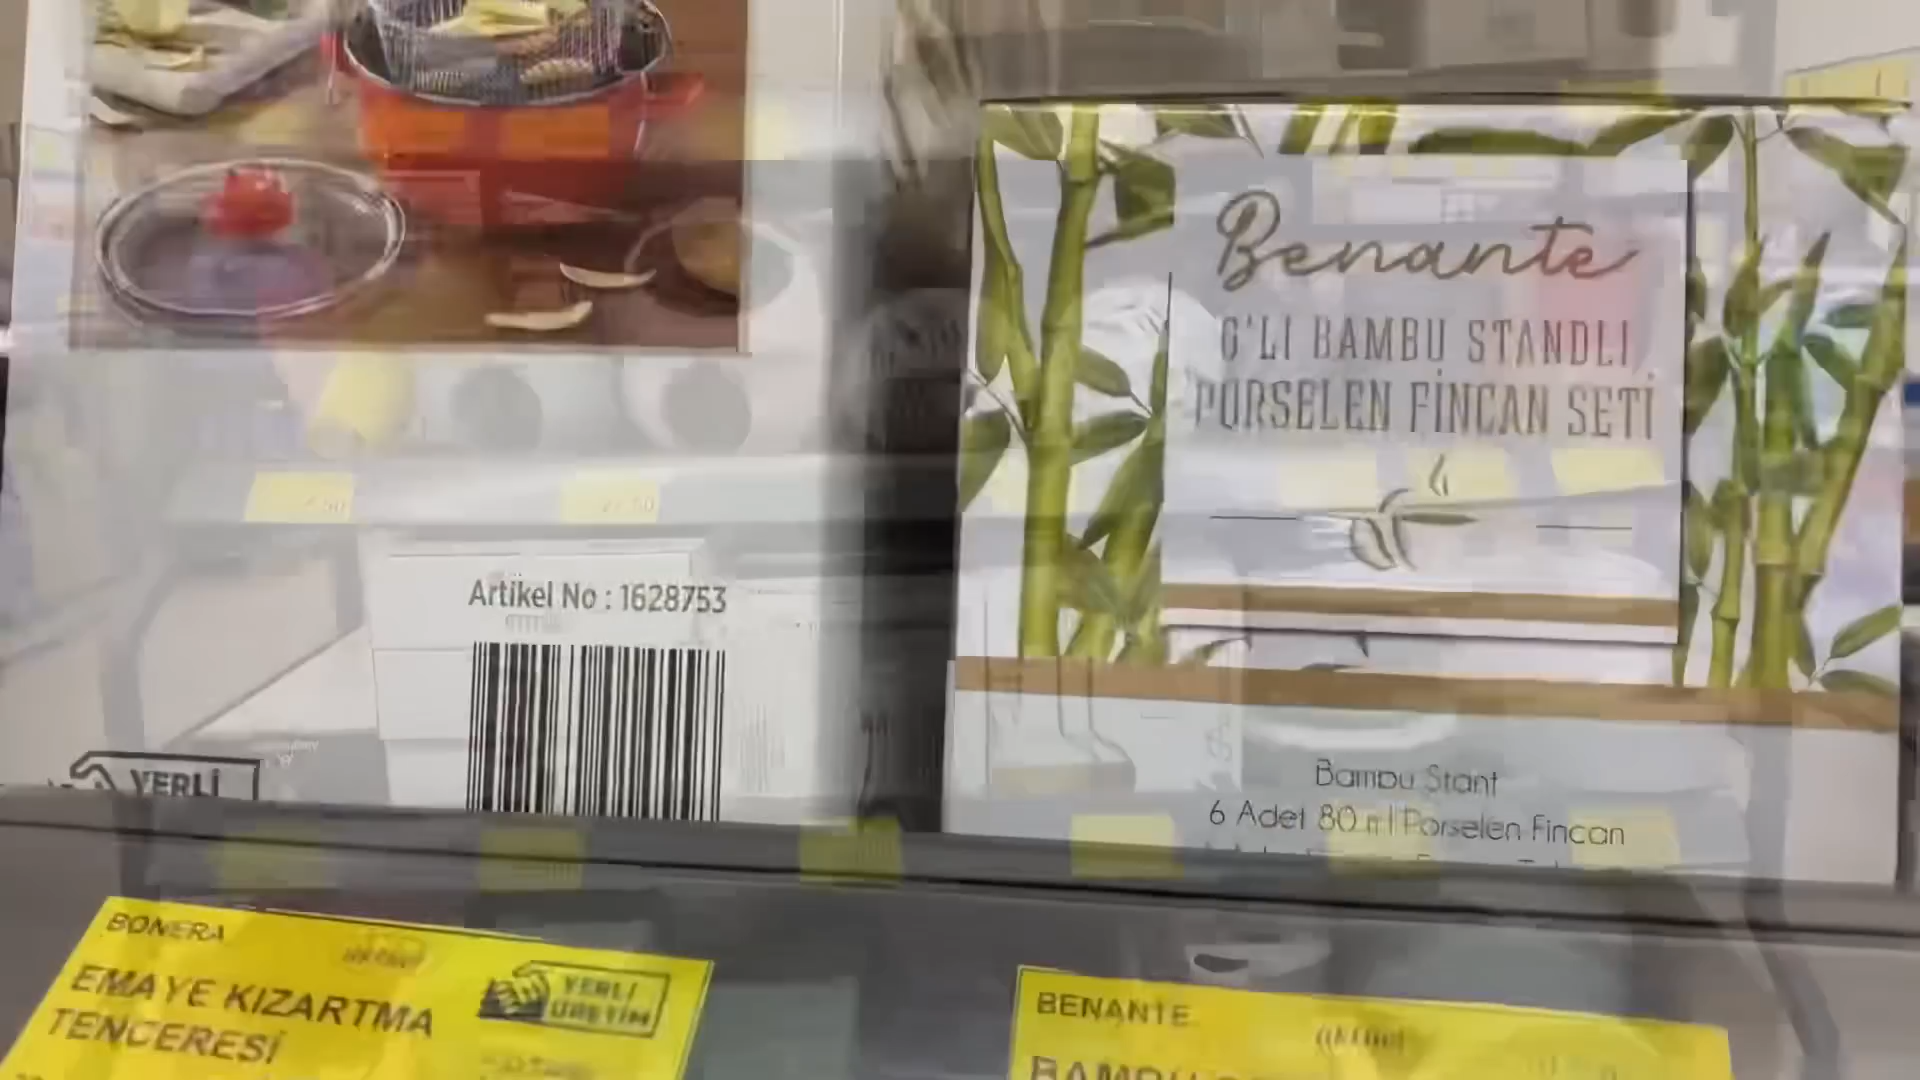 Artikel No : 1628753
YERLİ
BONERA
EMAYE KIZARTMA
TENCERESİ
YERLİ
ÜRETİM
Benante
6'LI BAMBU STANDLI
PORSELEN FİNCAN SETİ
Bambu Stant
6 Adet 80 ml Porselen Fincan
BENANTE